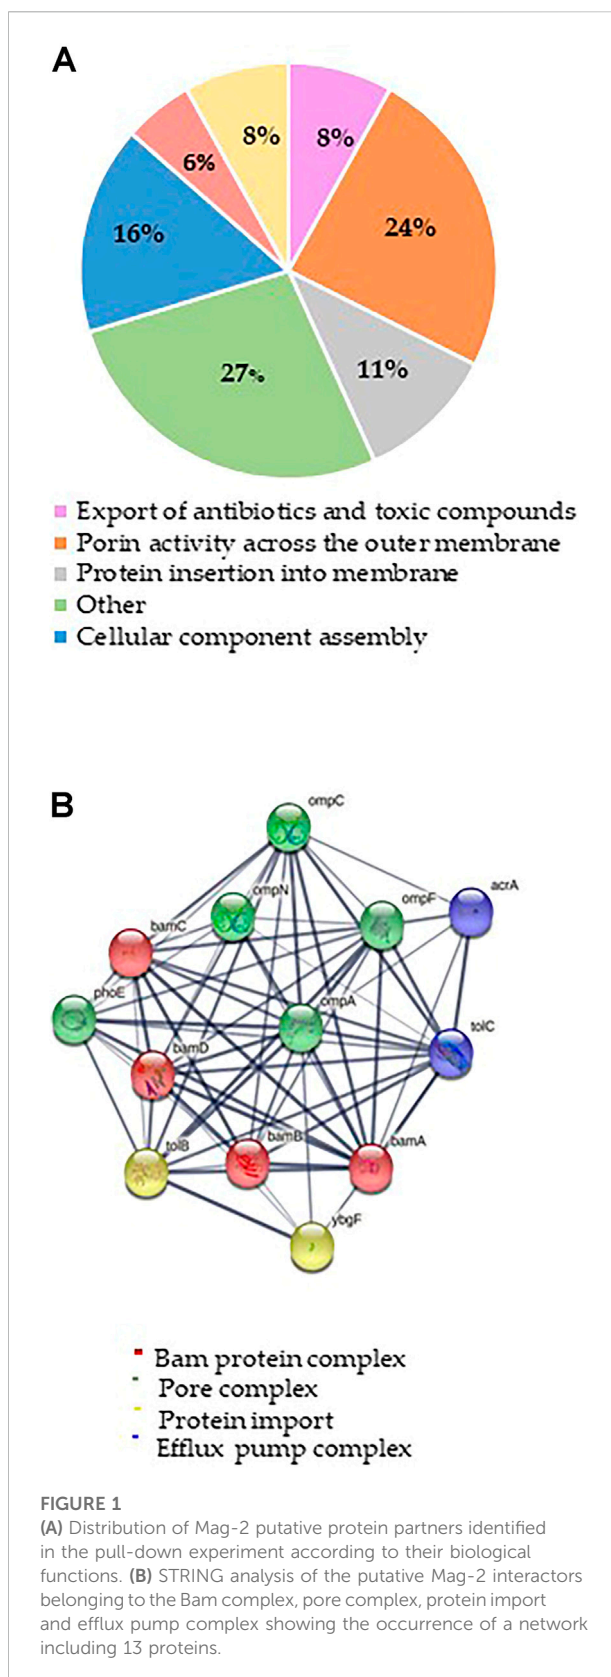 A
8%
8%
6%
24%
16%
11%
27%
Export of antibiotics and toxic compounds
Porin activity across the outer membrane
Protein insertion into membrane
Other
Cellular component assembly
B
ompC
acrA
ompN
ompF
bamC
phoE
ompA
tolC
bamD
tolB
bamB
bamA
ybgF
Bam protein complex
Pore complex
Protein import
Efflux pump complex
FIGURE 1
(A) Distribution of Mag-2 putative protein partners identified
in the pull-down experiment according to their biological
functions. (B) STRING analysis of the putative Mag-2 interactors
belonging to the Bam complex, pore complex, protein import
and efflux pump complex showing the occurrence of a network
including 13 proteins.